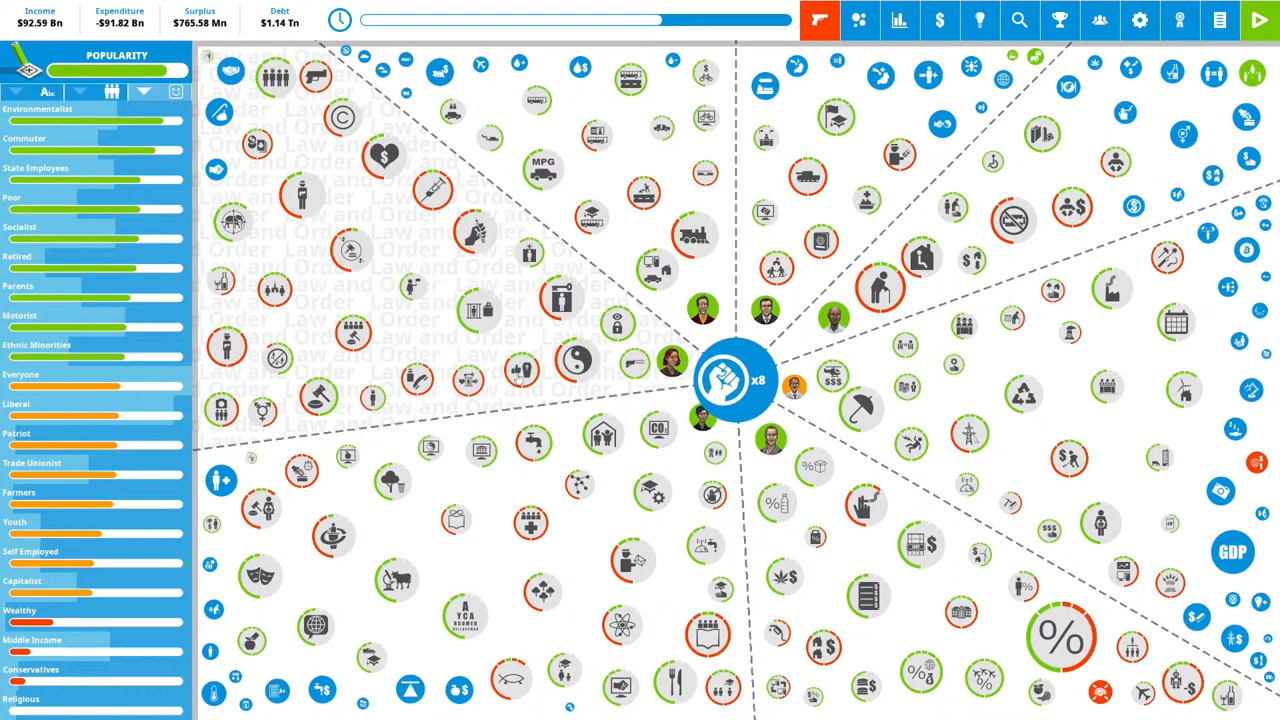 Income
$92.59 Bn
Expenditure
-$91.82 Bn
Surplus
$765.58 Mn
Debt
$1.14 Tn
POPULARITY
Abc
Environmentalist
Commuter
State Employees
Poor
Socialist
Retired
Parents
Motorist
Ethnic Minorities
Everyone
Liberal
Patriot
Trade Unionist
Farmers
Youth
Self Employed
Capitalist
Wealthy
Middle Income
Conservatives
Religious
Law and Order
MPG
x8
$$$
CO2
GDP